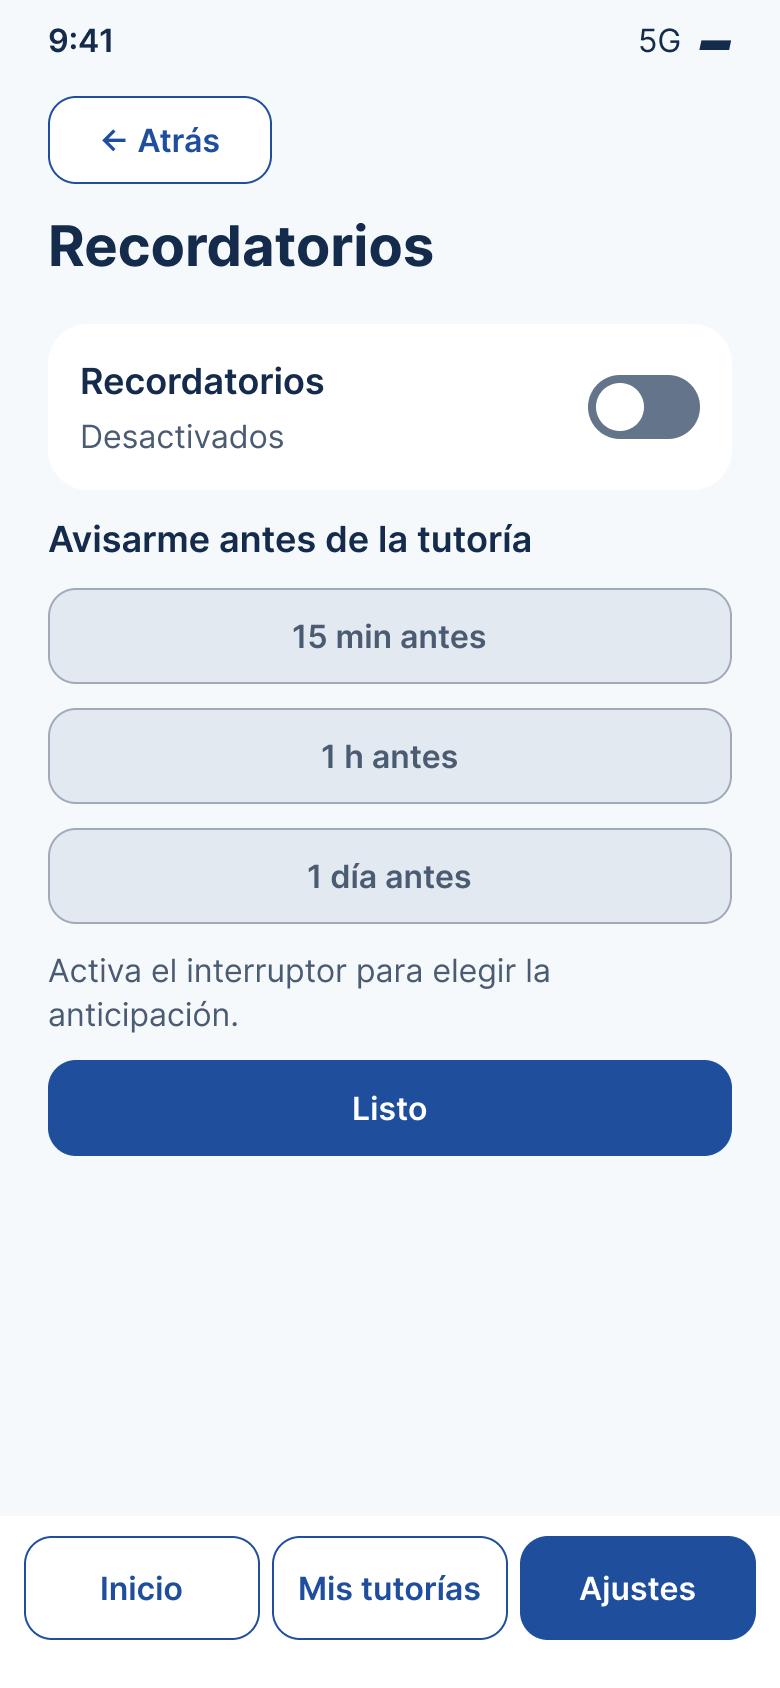 9:41 5G
← Atrás
Recordatorios
Recordatorios
Desactivados
Avisarme antes de la tutoría
15 min antes
1 h antes
1 día antes
Activa el interruptor para elegir la
anticipación.
Listo
Inicio Mis tutorías Ajustes